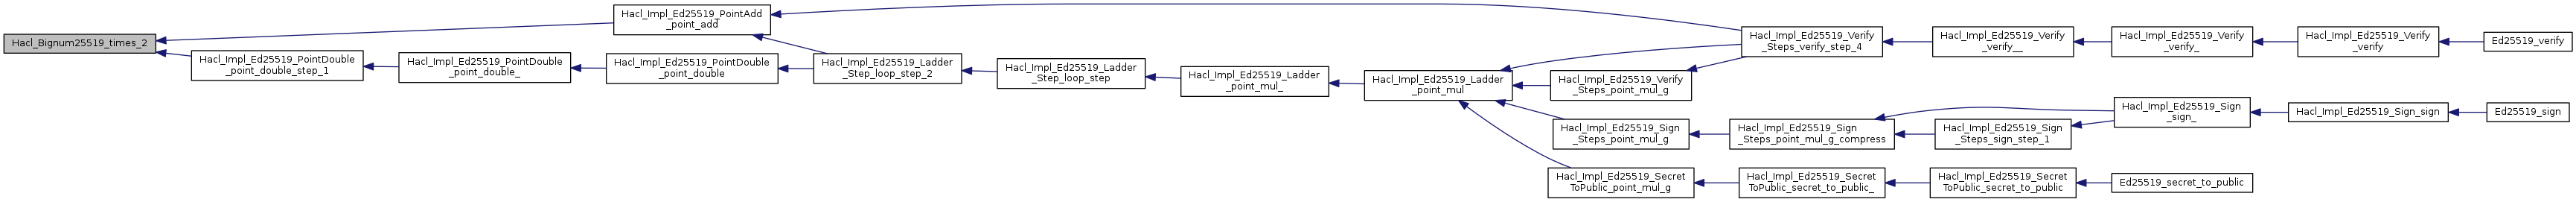 Hacl_Bignum25519_times_2
Hacl_Impl_Ed25519_PointAdd
_point_add
Hacl_Impl_Ed25519_PointDouble
_point_double_step_1
Hacl_Impl_Ed25519_PointDouble
_point_double_
Hacl_Impl_Ed25519_PointDouble
_point_double
Hacl_Impl_Ed25519_Ladder
_Step_loop_step_2
Hacl_Impl_Ed25519_Ladder
_Step_loop_step
Hacl_Impl_Ed25519_Ladder
_point_mul_
Hacl_Impl_Ed25519_Ladder
_point_mul
Hacl_Impl_Ed25519_Verify
_Steps_verify_step_4
Hacl_Impl_Ed25519_Verify
_verify__
Hacl_Impl_Ed25519_Verify
_verify_
Hacl_Impl_Ed25519_Verify
_verify
Ed25519_verify
Hacl_Impl_Ed25519_Verify
_Steps_point_mul_g
Hacl_Impl_Ed25519_Sign
_Steps_point_mul_g
Hacl_Impl_Ed25519_Sign
_Steps_point_mul_g_compress
Hacl_Impl_Ed25519_Sign
_Steps_sign_step_1
Hacl_Impl_Ed25519_Sign
_sign_
Hacl_Impl_Ed25519_Sign_sign
Ed25519_sign
Hacl_Impl_Ed25519_Secret
ToPublic_point_mul_g
Hacl_Impl_Ed25519_Secret
ToPublic_secret_to_public_
Hacl_Impl_Ed25519_Secret
ToPublic_secret_to_public
Ed25519_secret_to_public